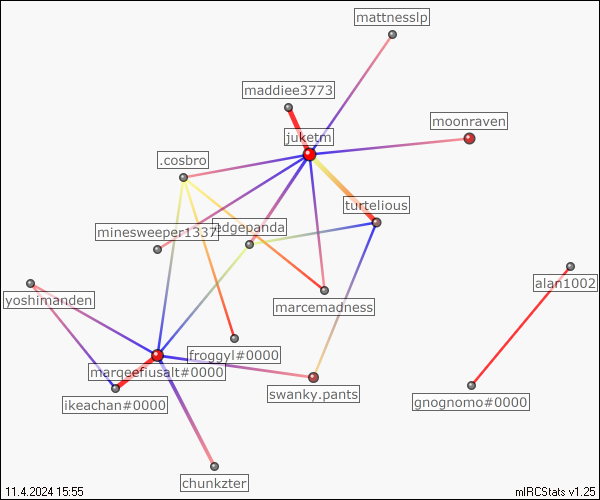 mattnesslp
maddiee3773
moonraven
juketm
.cosbro
turtelious
minesweeper1337
edgepanda
alan1002
yoshimanden
marcemadness
froggyl#0000
marqeefiusalt#0000
swanky.pants
ikeachan#0000
gnognomo#0000
chunkzter
11.4.2024 15:55
mIRCStats v1.25